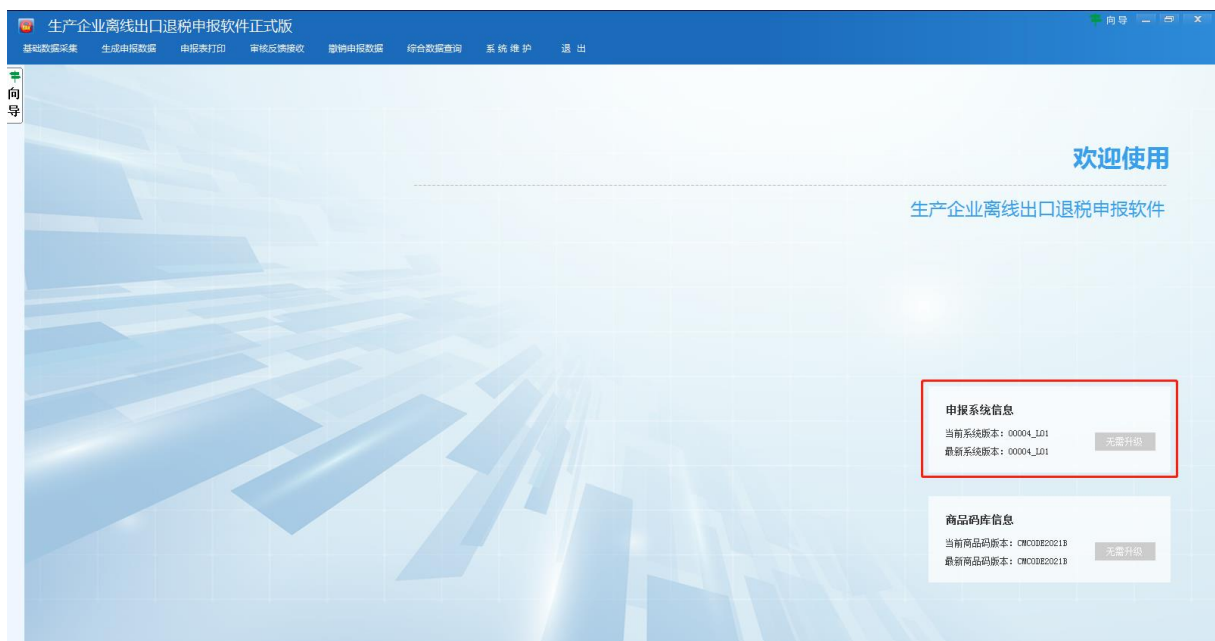 生产企业离线出口退税申报软件正式版
向导
基础数据采集 生成申报数据 申报表打印 审核反馈接收 撤销申报数据 综合数据查询 系统维护 退出
向导
欢迎使用
生产企业离线出口退税申报软件
申报系统信息
当前系统版本：00004_L01
最新系统版本：00004_L01
无需升级
商品码库信息
当前商品码版本：CMCODE2021B
最新商品码版本：CMCODE2021B
无需升级